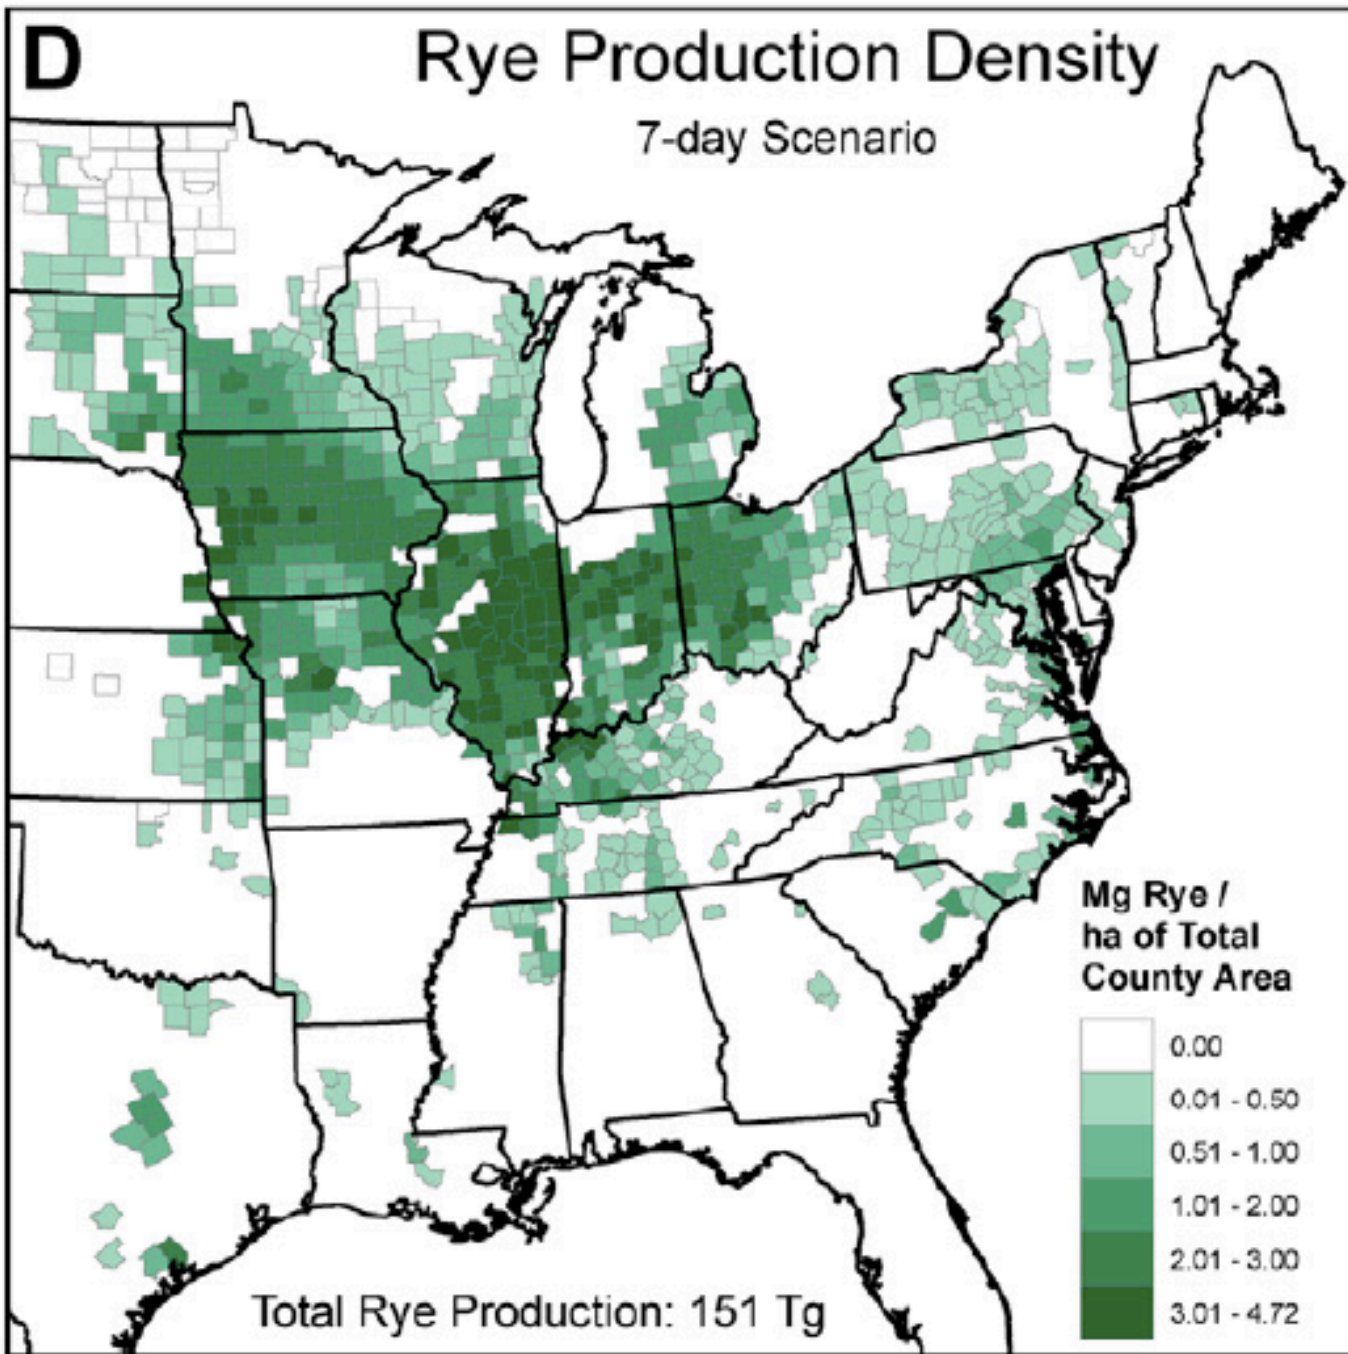 D
Rye Production Density
7-day Scenario
Mg Rye /
ha of Total
County Area
0.00
0.01 - 0.50
0.51 - 1.00
1.01 - 2.00
2.01 - 3.00
3.01 - 4.72
Total Rye Production: 151 Tg